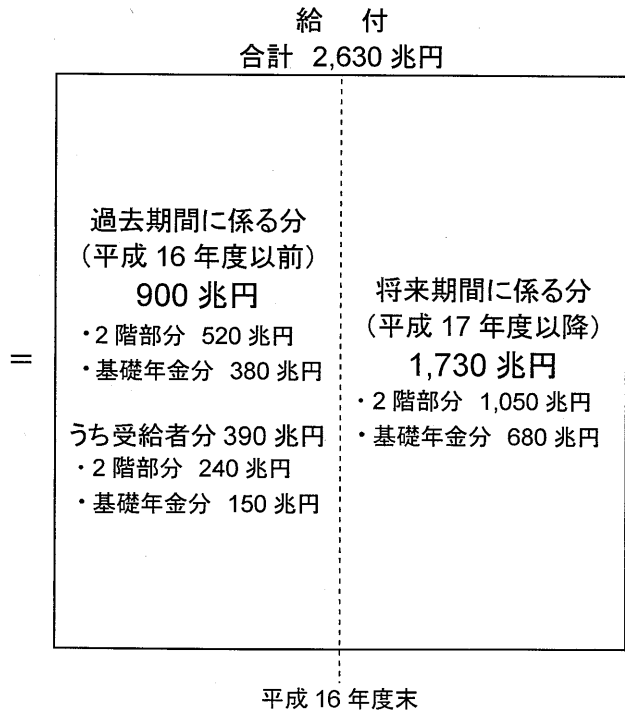 給 付
合計 2,630 兆円
過去期間に係る分
（平成 16 年度以前）
900 兆円
・2 階部分 520 兆円
・基礎年金分 380 兆円
うち受給者分 390 兆円
・2 階部分 240 兆円
・基礎年金分 150 兆円
＝
将来期間に係る分
（平成 17 年度以降）
1,730 兆円
・2 階部分 1,050 兆円
・基礎年金分 680 兆円
平成 16 年度末